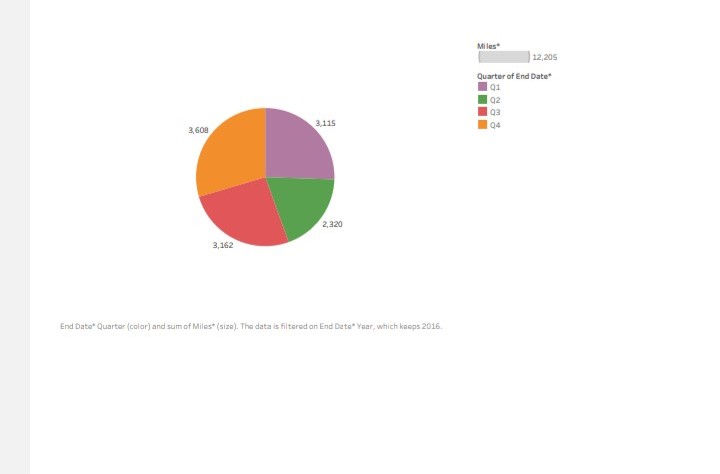 Miles*
12,205
Quarter of End Date*
Q1
Q2
Q3
Q4
3,608
3,115
2,320
3,162
End Date* Quarter (color) and sum of Miles* (size). The data is filtered on End Date* Year, which keeps 2016.